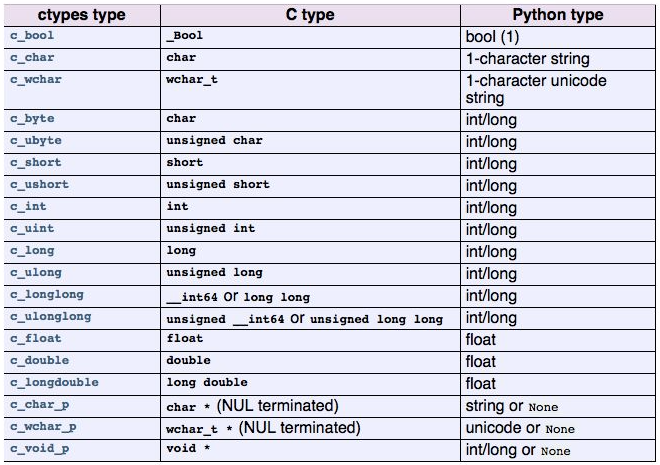 ctypes type C type Python type
c_bool _Bool bool (1)
c_char char 1-character string
c_wchar wchar_t 1-character unicode
string
c_byte char int/long
c_ubyte unsigned char int/long
c_short short int/long
c_ushort unsigned short int/long
c_int int int/long
c_uint unsigned int int/long
c_long long int/long
c_ulong unsigned long int/long
c_longlong __int64 or long long int/long
c_ulonglong unsigned __int64 or unsigned long long int/long
c_float float float
c_double double float
c_longdouble long double float
c_char_p char * (NUL terminated) string or None
c_wchar_p wchar_t * (NUL terminated) unicode or None
c_void_p void * int/long or None